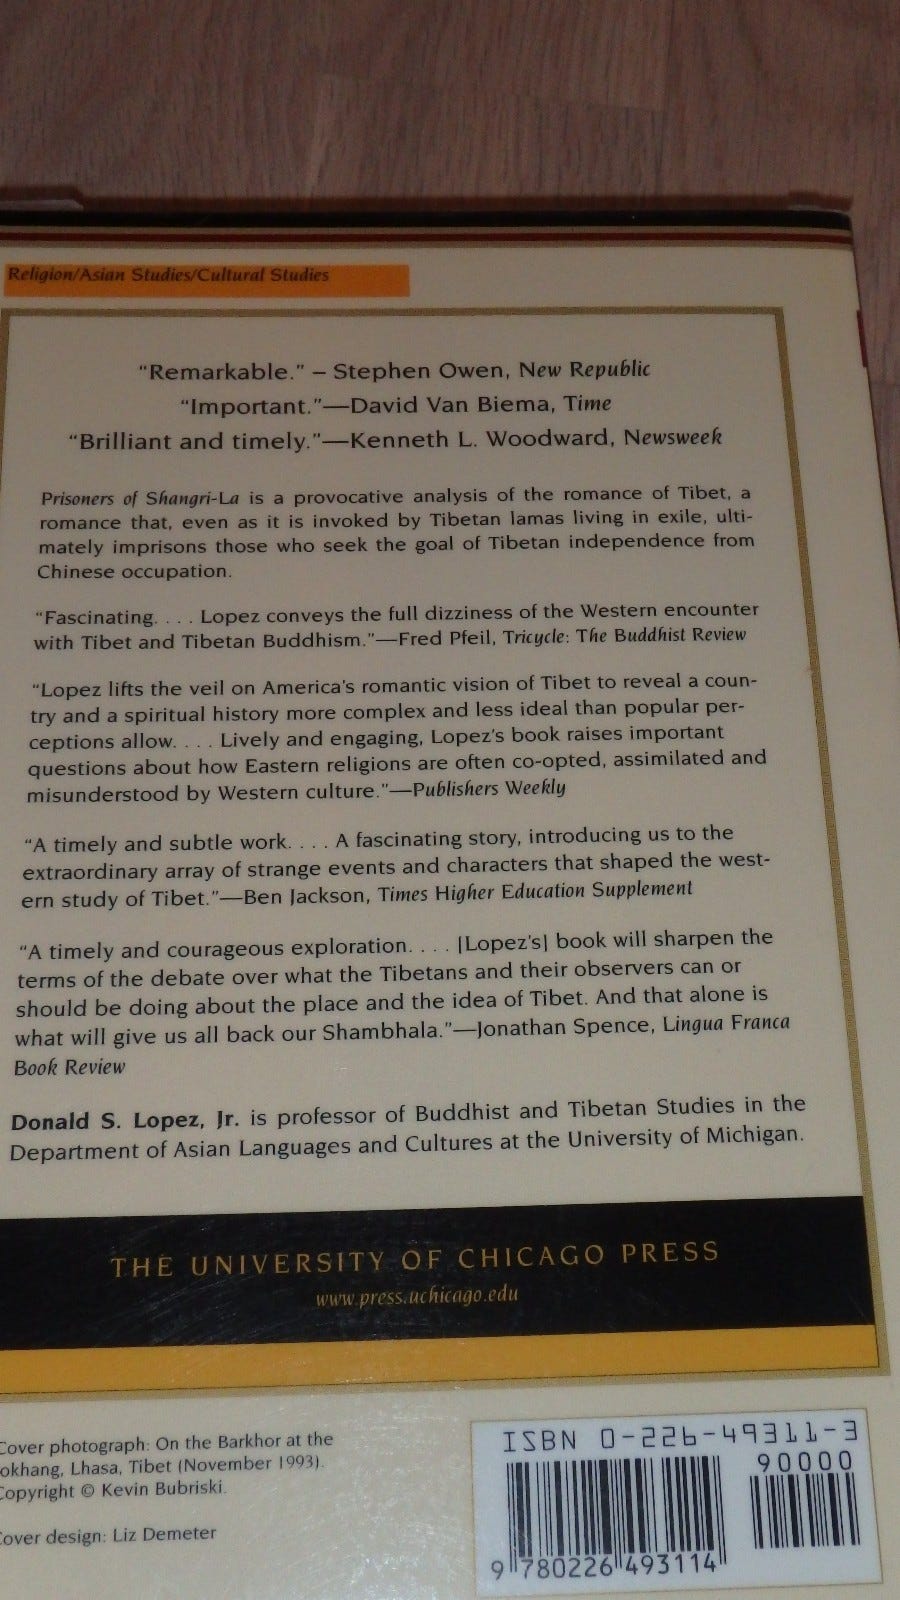 Religion/Asian Studies/Cultural Studies
“Remarkable.” – Stephen Owen, New Republic
“Important.”—David Van Biema, Time
“Brilliant and timely.”—Kenneth L. Woodward, Newsweek
Prisoners of Shangri-La is a provocative analysis of the romance of Tibet, a
romance that, even as it is invoked by Tibetan lamas living in exile, ulti-
mately imprisons those who seek the goal of Tibetan independence from
Chinese occupation.
“Fascinating. . . . Lopez conveys the full dizziness of the Western encounter
with Tibet and Tibetan Buddhism.”—Fred Pfeil, Tricycle: The Buddhist Review
“Lopez lifts the veil on America’s romantic vision of Tibet to reveal a coun-
try and a spiritual history more complex and less ideal than popular per-
ceptions allow. . . . Lively and engaging, Lopez’s book raises important
questions about how Eastern religions are often co-opted, assimilated and
misunderstood by Western culture.”—Publishers Weekly
“A timely and subtle work. . . . A fascinating story, introducing us to the
extraordinary array of strange events and characters that shaped the west-
ern study of Tibet.”—Ben Jackson, Times Higher Education Supplement
“A timely and courageous exploration. . . . [Lopez’s] book will sharpen the
terms of the debate over what the Tibetans and their observers can or
should be doing about the place and the idea of Tibet. And that alone is
what will give us all back our Shambhala.”—Jonathan Spence, Lingua Franca
Book Review
Donald S. Lopez, Jr. is professor of Buddhist and Tibetan Studies in the
Department of Asian Languages and Cultures at the University of Michigan.
THE UNIVERSITY OF CHICAGO PRESS
www.press.uchicago.edu
Cover photograph: On the Barkhor at the
okhang, Lhasa, Tibet (November 1993).
Copyright © Kevin Bubriski.
Cover design: Liz Demeter
ISBN 0-226-49311-3
90000
9 780226 493114